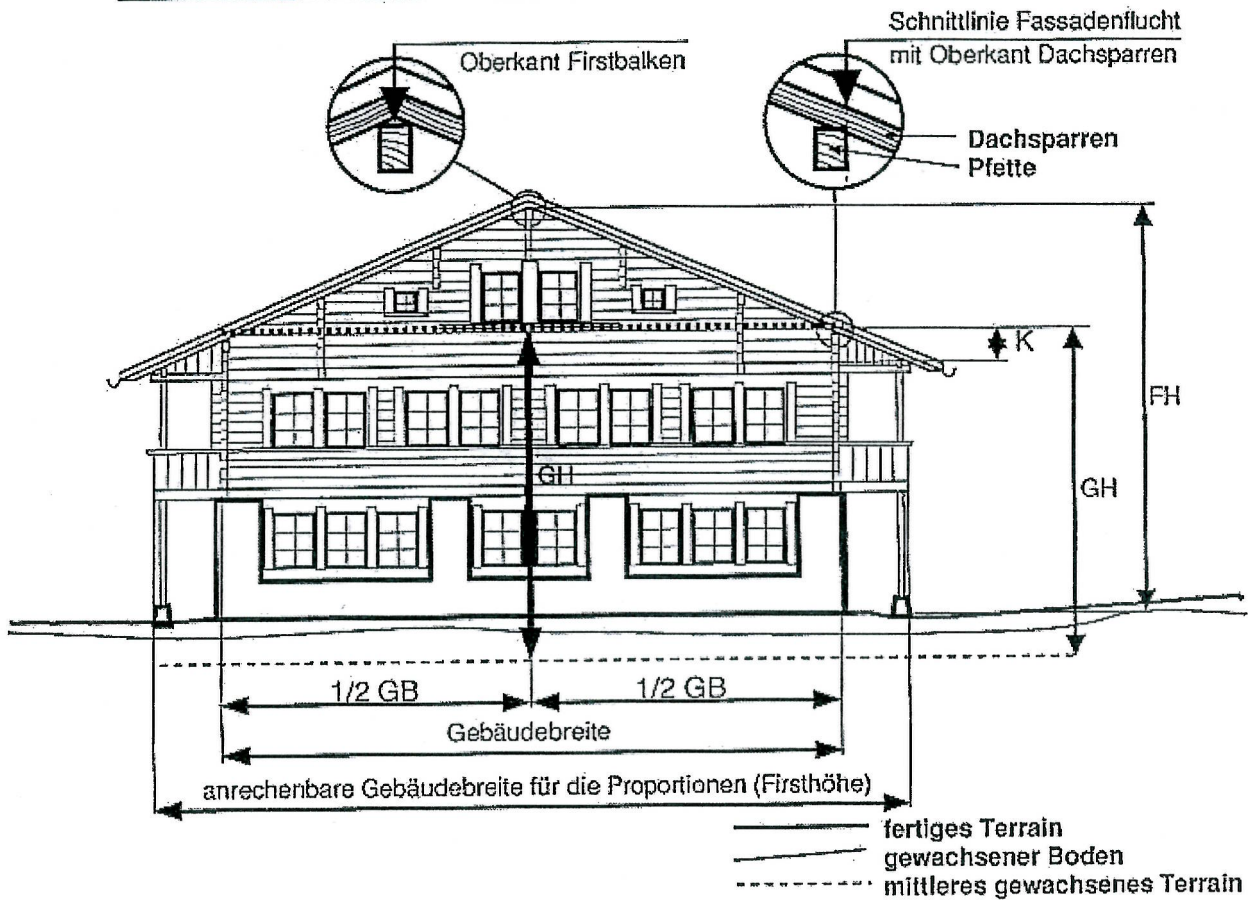 Schnittlinie Fassadenflucht
Oberkant Firstbalken
mit Oberkant Dachsparren
Dachsparren
Pfette
K
FH
GH
GH
1/2 GB
1/2 GB
Gebäudebreite
anrechenbare Gebäudebreite für die Proportionen (Firsthöhe)
fertiges Terrain
gewachsener Boden
mittleres gewachsenes Terrain